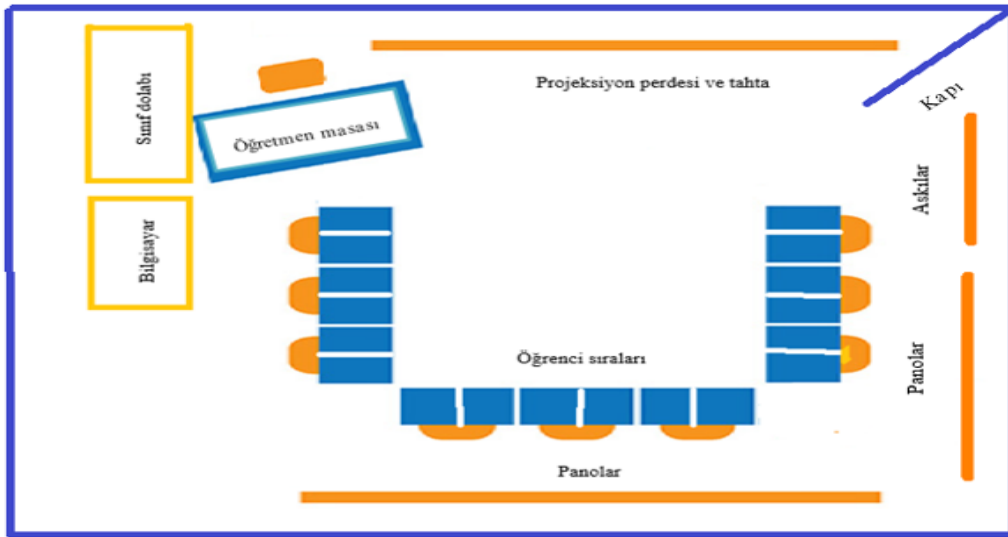 Sınıf dolabı
Öğretmen masası
Projeksiyon perdesi ve tahta
Kapı
Askılar
Bilgisayar
Öğrenci sıraları
Panolar
Panolar